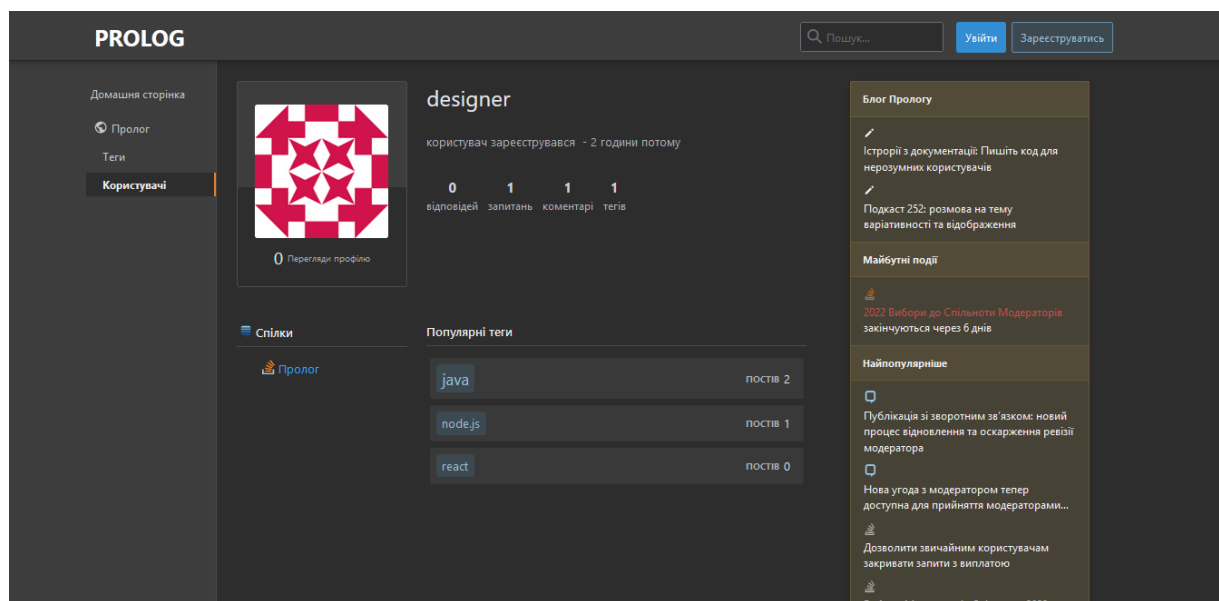 PROLOG
Пошук...
Увійти
Зареєструватись
Домашня сторінка
Пролог
Теги
Користувачі
0 Перегляди профілю
designer
користувач зареєструвався - 2 години потому
0 1 1 1
відповідей запитань коментарі тегів
Спілки
Пролог
Популярні теги
java постів 2
node.js постів 1
react постів 0
Блог Прологу
Істрорії з документації: Пишіть код для
нерозумних користувачів
Подкаст 252: розмова на тему
варіативності та відображення
Майбутні події
2022 Вибори до Спільноти Модераторів
закінчуються через 6 днів
Найпопулярніше
Публікація зі зворотним зв'язком: новий
процес відновлення та оскарження ревізії
модератора
Нова угода з модератором тепер
доступна для прийняття модераторами...
Дозволити звичайним користувачам
закривати запити з виплатою